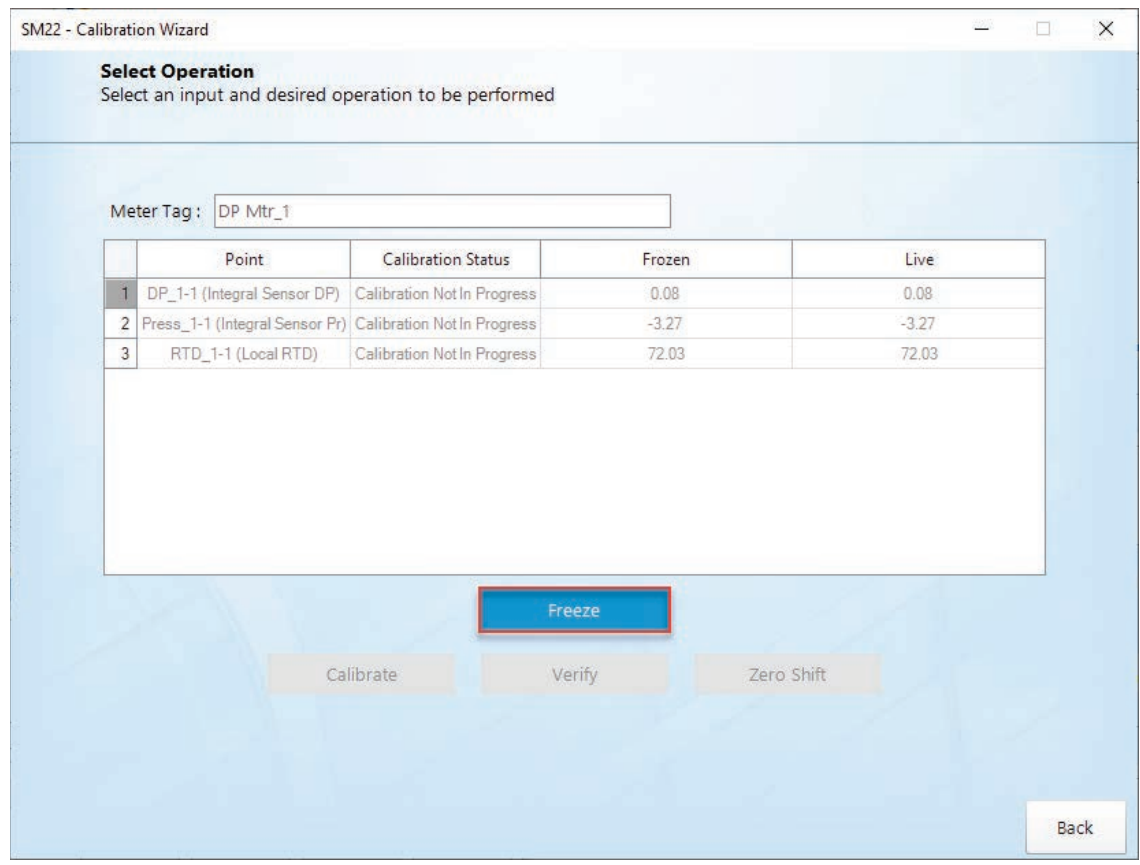 SM22 - Calibration Wizard
Select Operation
Select an input and desired operation to be performed
Meter Tag : DP Mtr_1
Point Calibration Status Frozen Live
1 DP_1-1 (Integral Sensor DP) Calibration Not In Progress 0.08 0.08
2 Press_1-1 (Integral Sensor Pr) Calibration Not In Progress -3.27 -3.27
3 RTD_1-1 (Local RTD) Calibration Not In Progress 72.03 72.03
Freeze
Calibrate Verify Zero Shift
Back